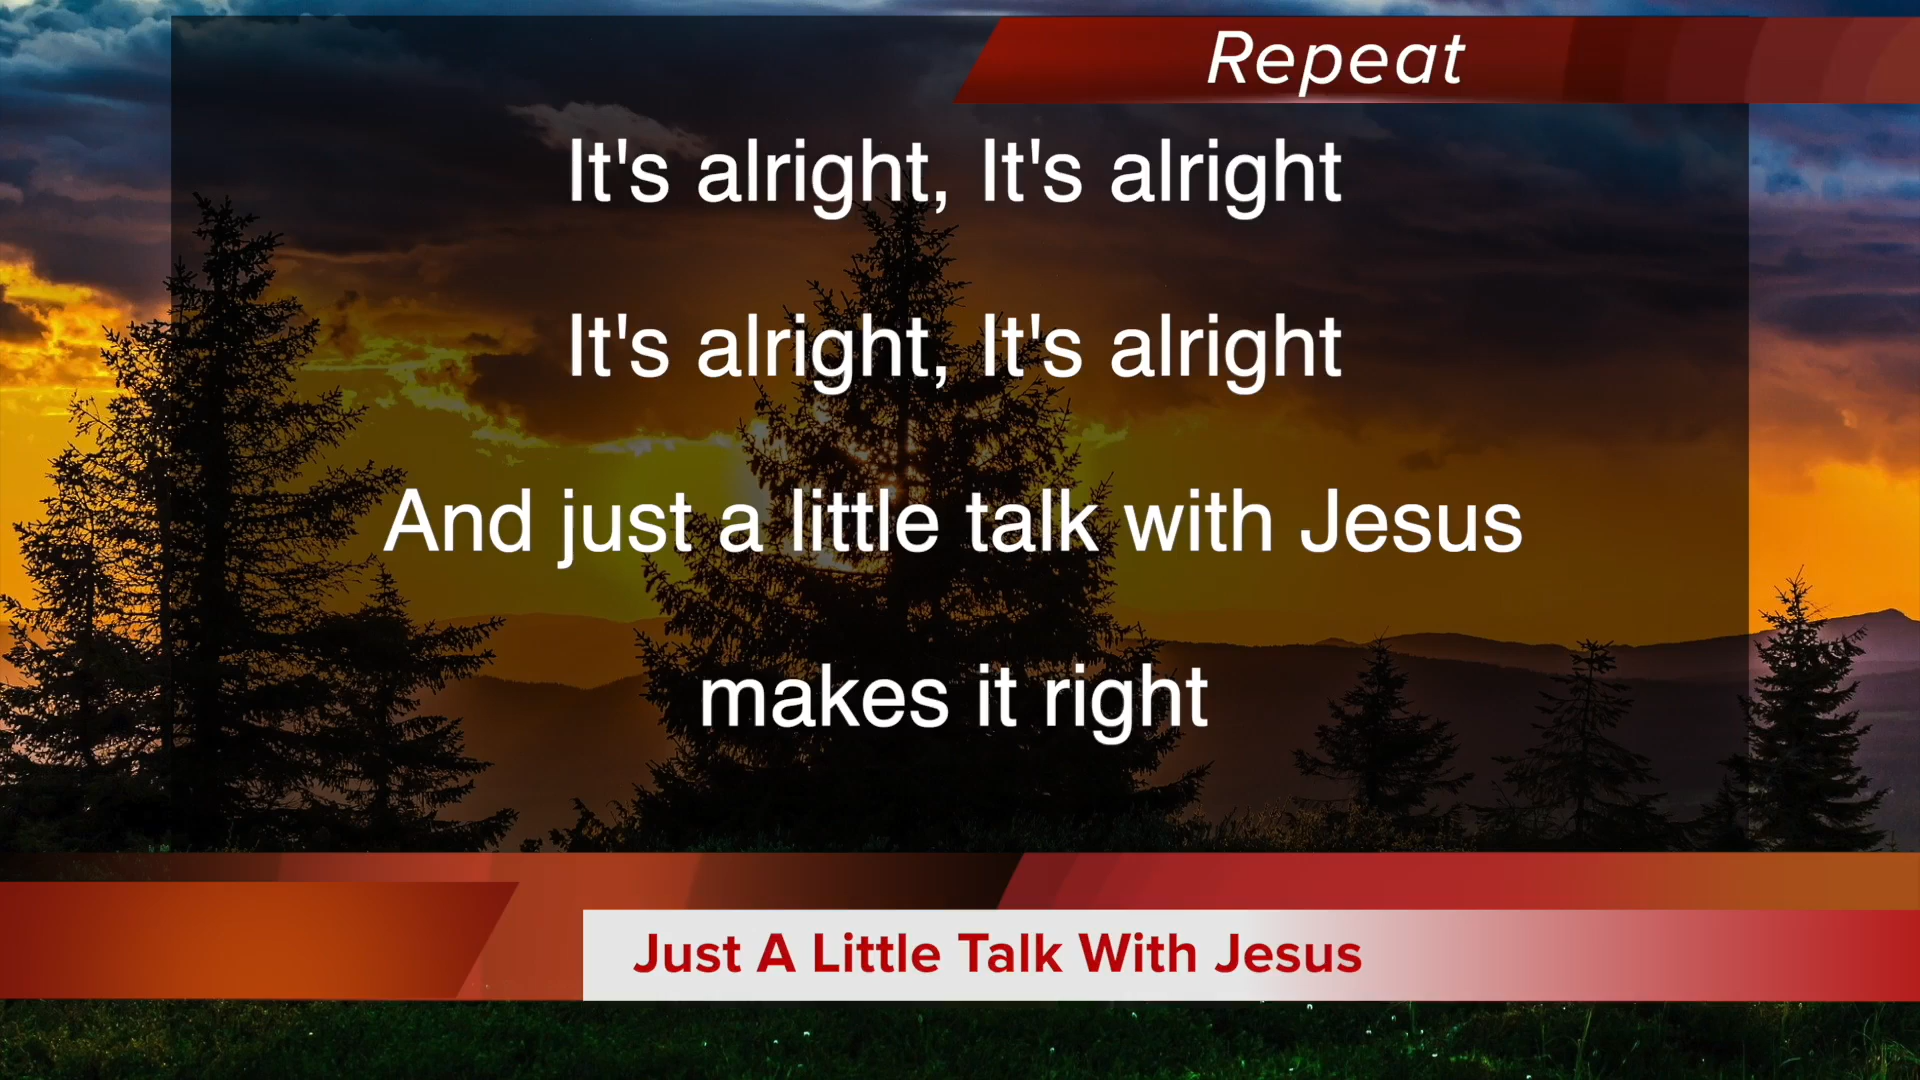 Repeat
It's alright, It's alright
It's alright, It's alright
And just a little talk with Jesus
makes it right
Just A Little Talk With Jesus